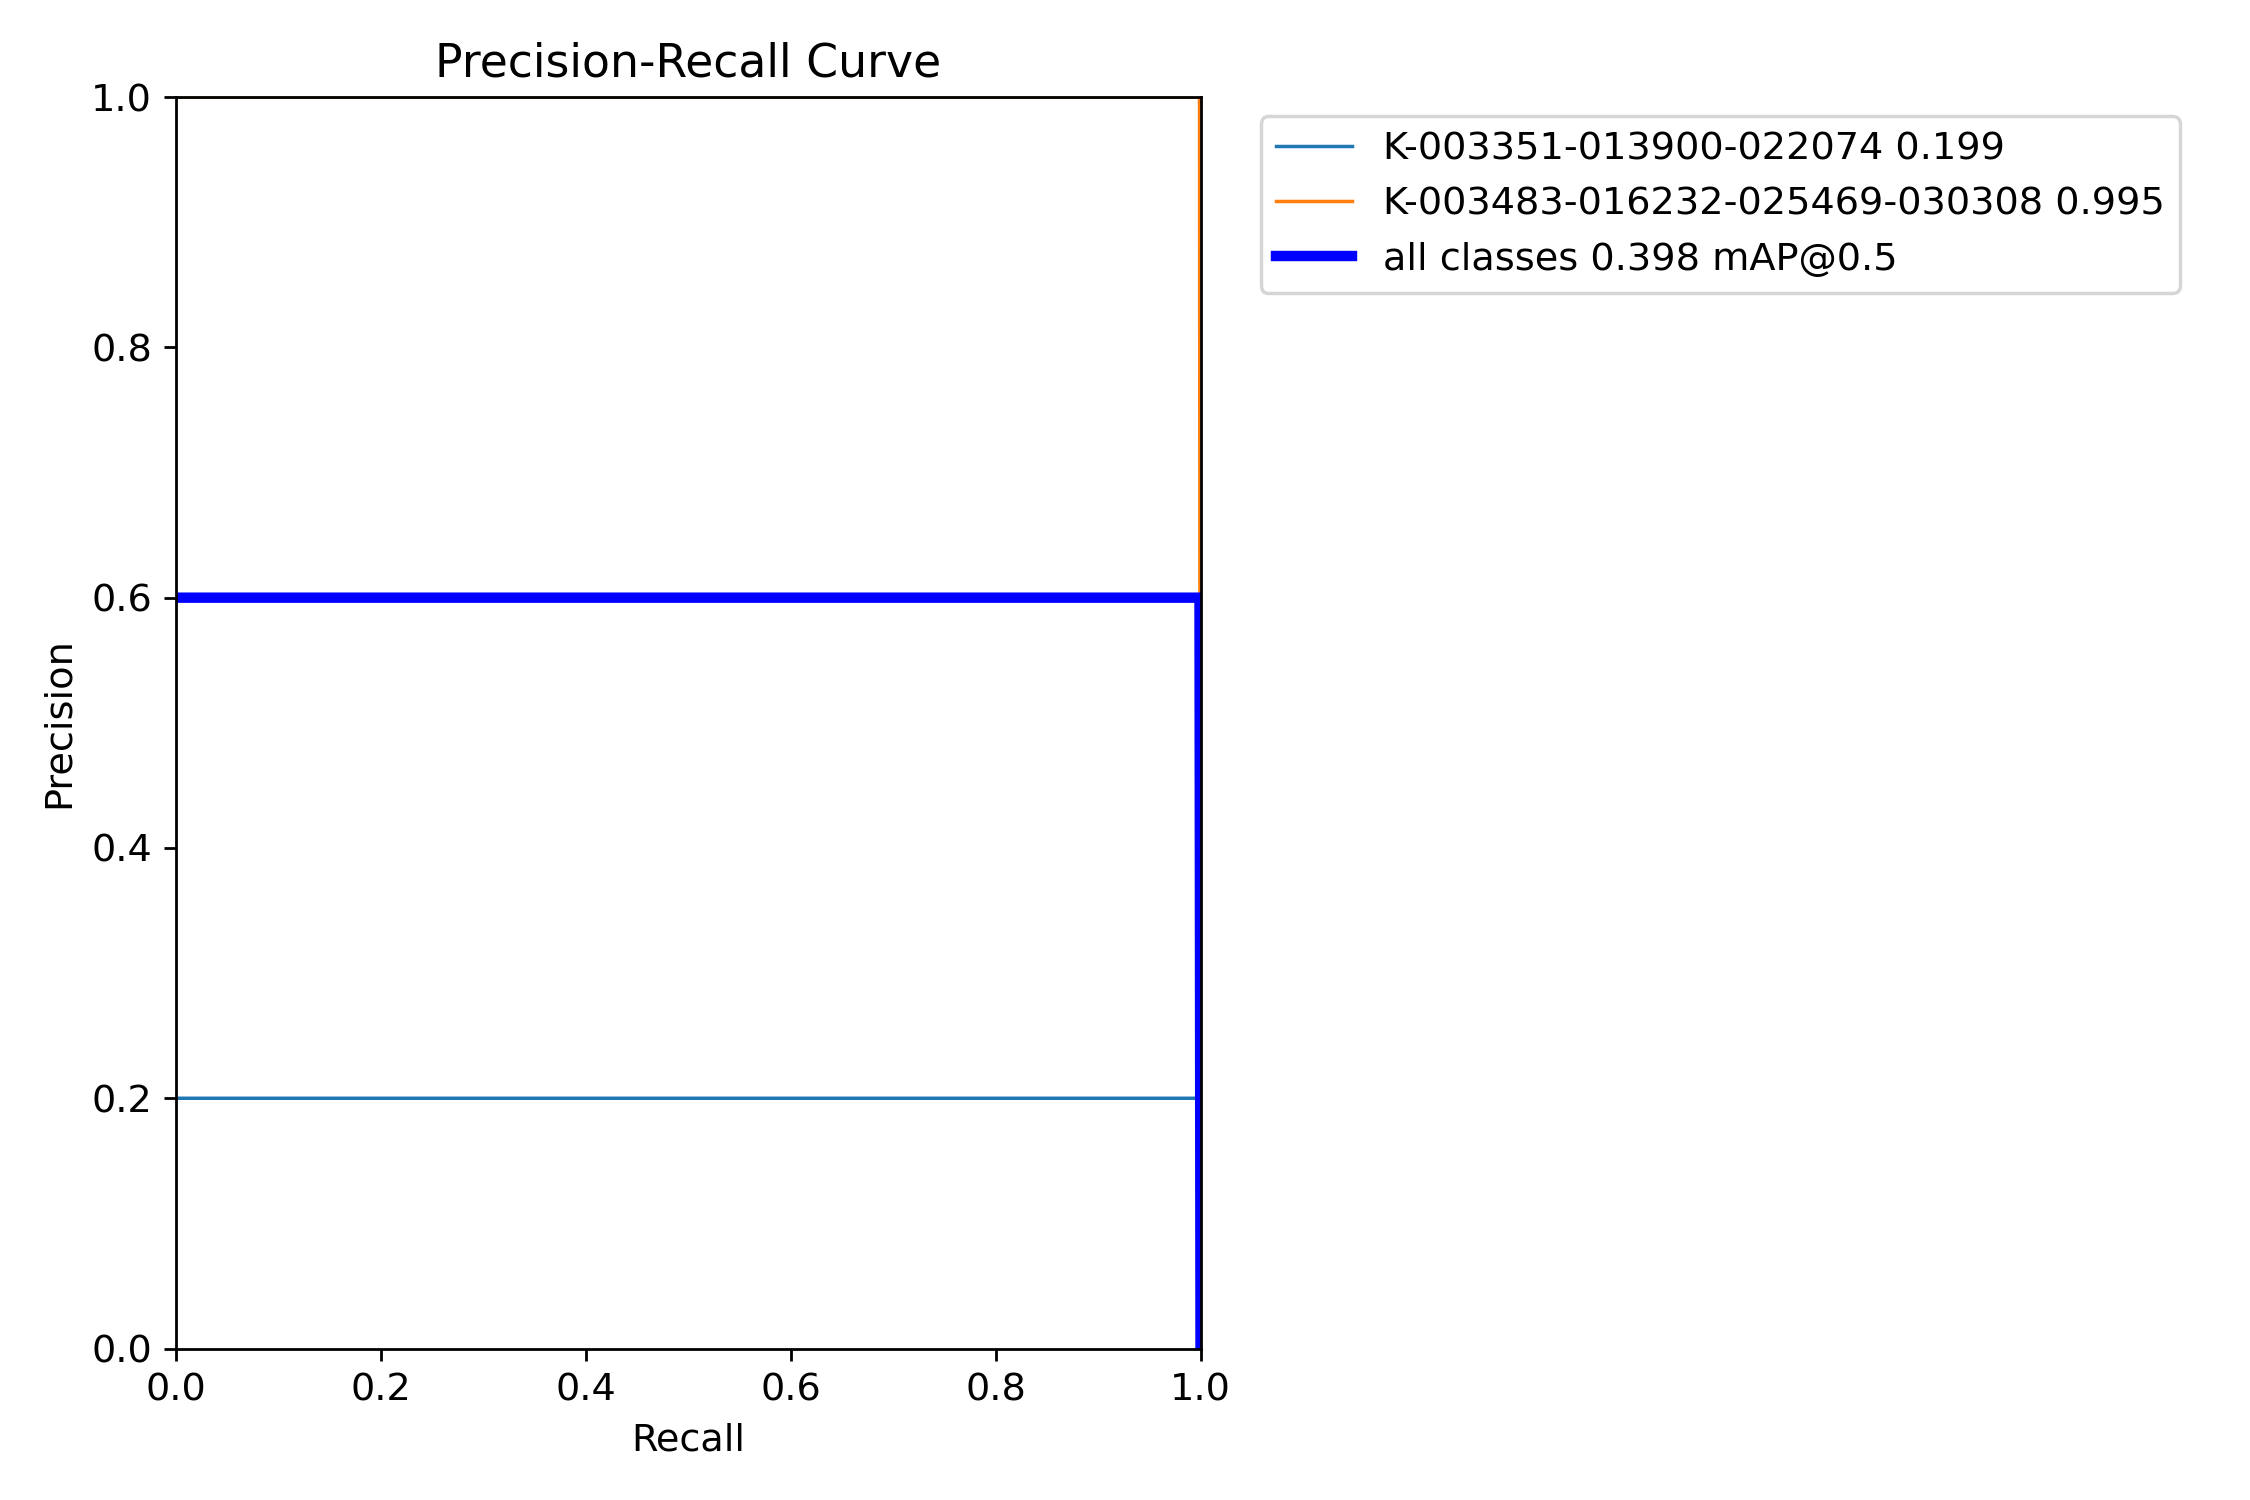 Precision-Recall Curve
1.0
0.8
0.6
0.4
0.2
0.0
Precision
0.0 0.2 0.4 0.6 0.8 1.0
Recall
K-003351-013900-022074 0.199
K-003483-016232-025469-030308 0.995
all classes 0.398 mAP@0.5